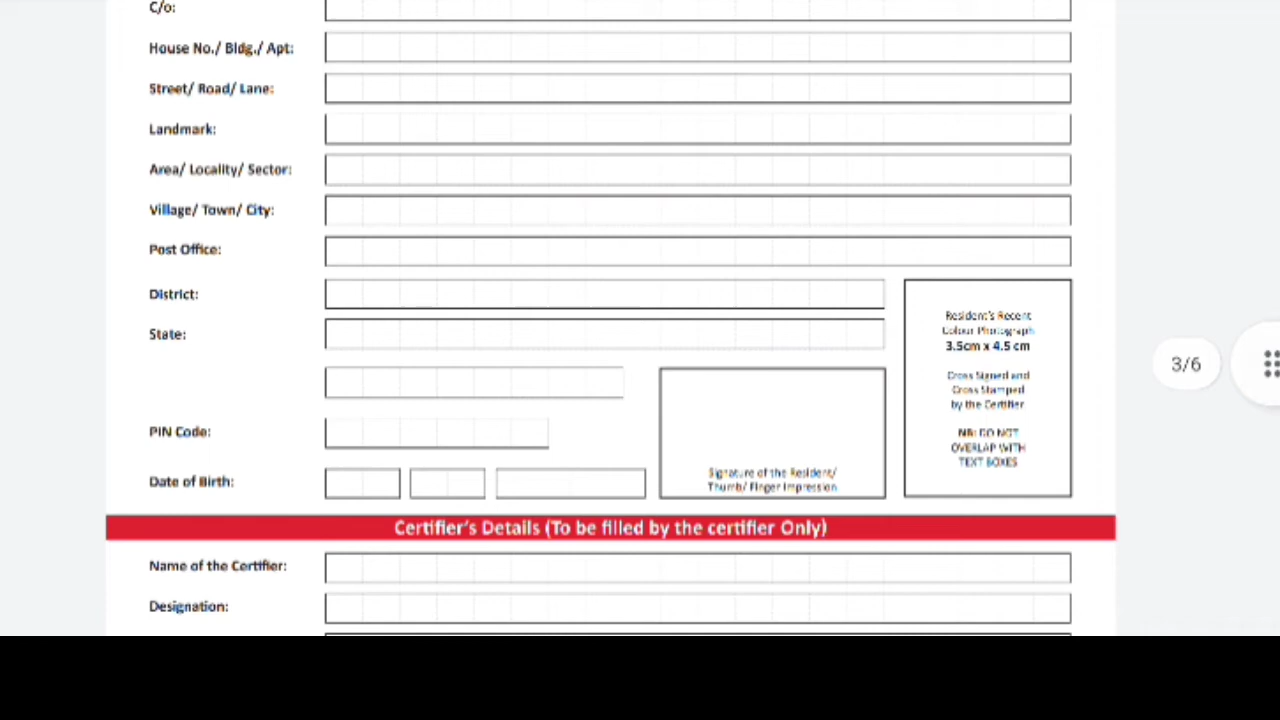 C/o:
House No./ Bldg./ Apt:
Street/ Road/ Lane:
Landmark:
Area/ Locality/ Sector:
Village/ Town/ City:
Post Office:
District:
State:
Resident's Recent
Colour Photograph
3.5cm x 4.5 cm
Cross Signed and
Cross Stamped
by the Certifier
NB: DO NOT
OVERLAP WITH
TEXT BOXES
3/6
PIN Code:
Date of Birth:
Signature of the Resident/
Thumb/ Finger Impression
Certifier's Details (To be filled by the certifier Only)
Name of the Certifier:
Designation: